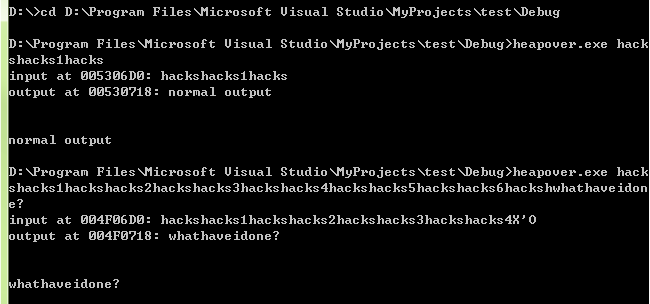 D:\>cd D:\Program Files\Microsoft Visual Studio\MyProjects\test\Debug
D:\Program Files\Microsoft Visual Studio\MyProjects\test\Debug>heapover.exe hack
shacks1hacks
input at 005306D0: hackshacks1hacks
output at 00530718: normal output
normal output
D:\Program Files\Microsoft Visual Studio\MyProjects\test\Debug>heapover.exe hack
shacks1hackshacks2hackshacks3hackshacks4hackshacks5hackshacks6hackshwhathaveidon
e?
input at 004F06D0: hackshacks1hackshacks2hackshacks3hackshacks4X'O
output at 004F0718: whathaveidone?
whathaveidone?